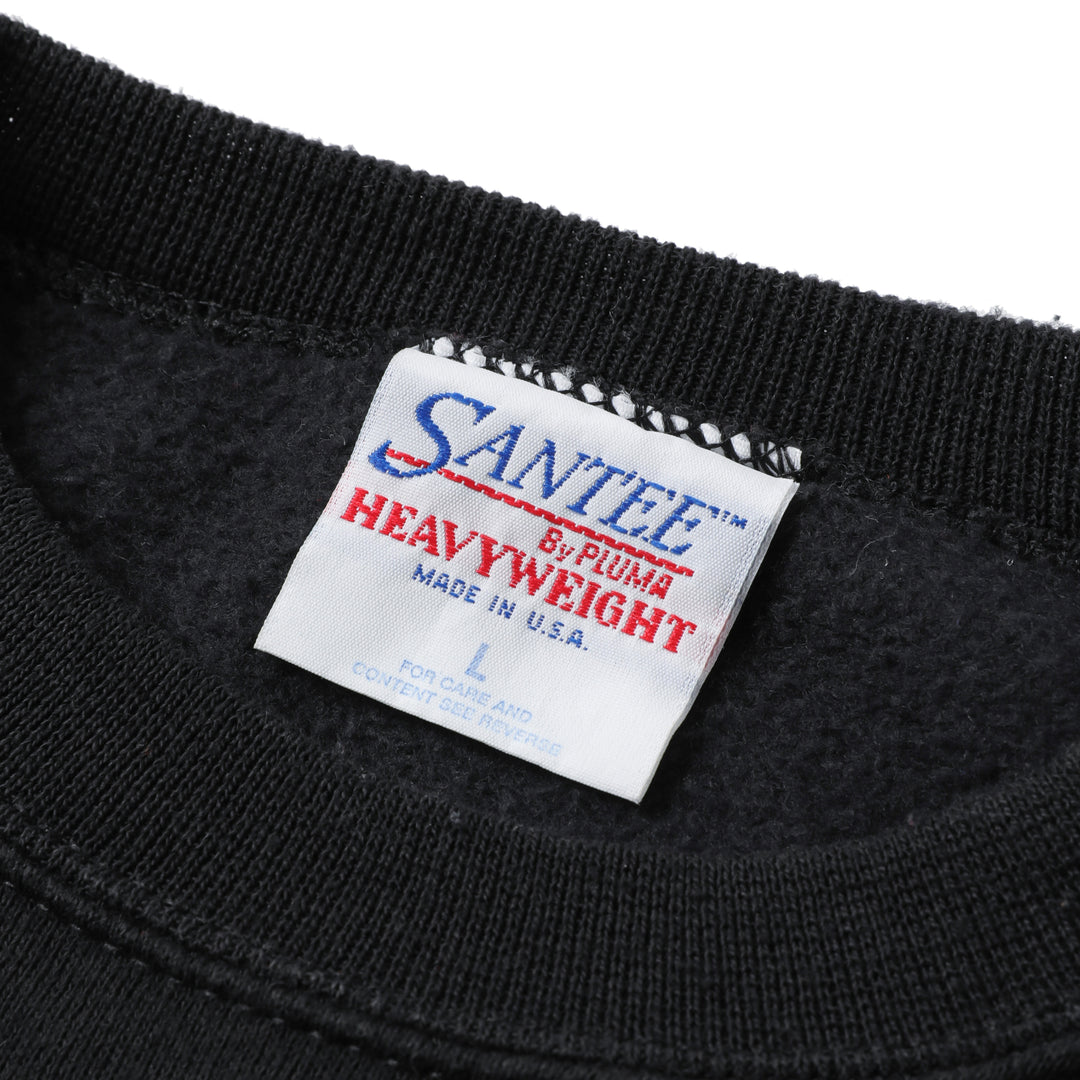 SANTEE™
By PLUMA
HEAVYWEIGHT
MADE IN U.S.A.
L
FOR CARE AND
CONTENT SEE REVERSE